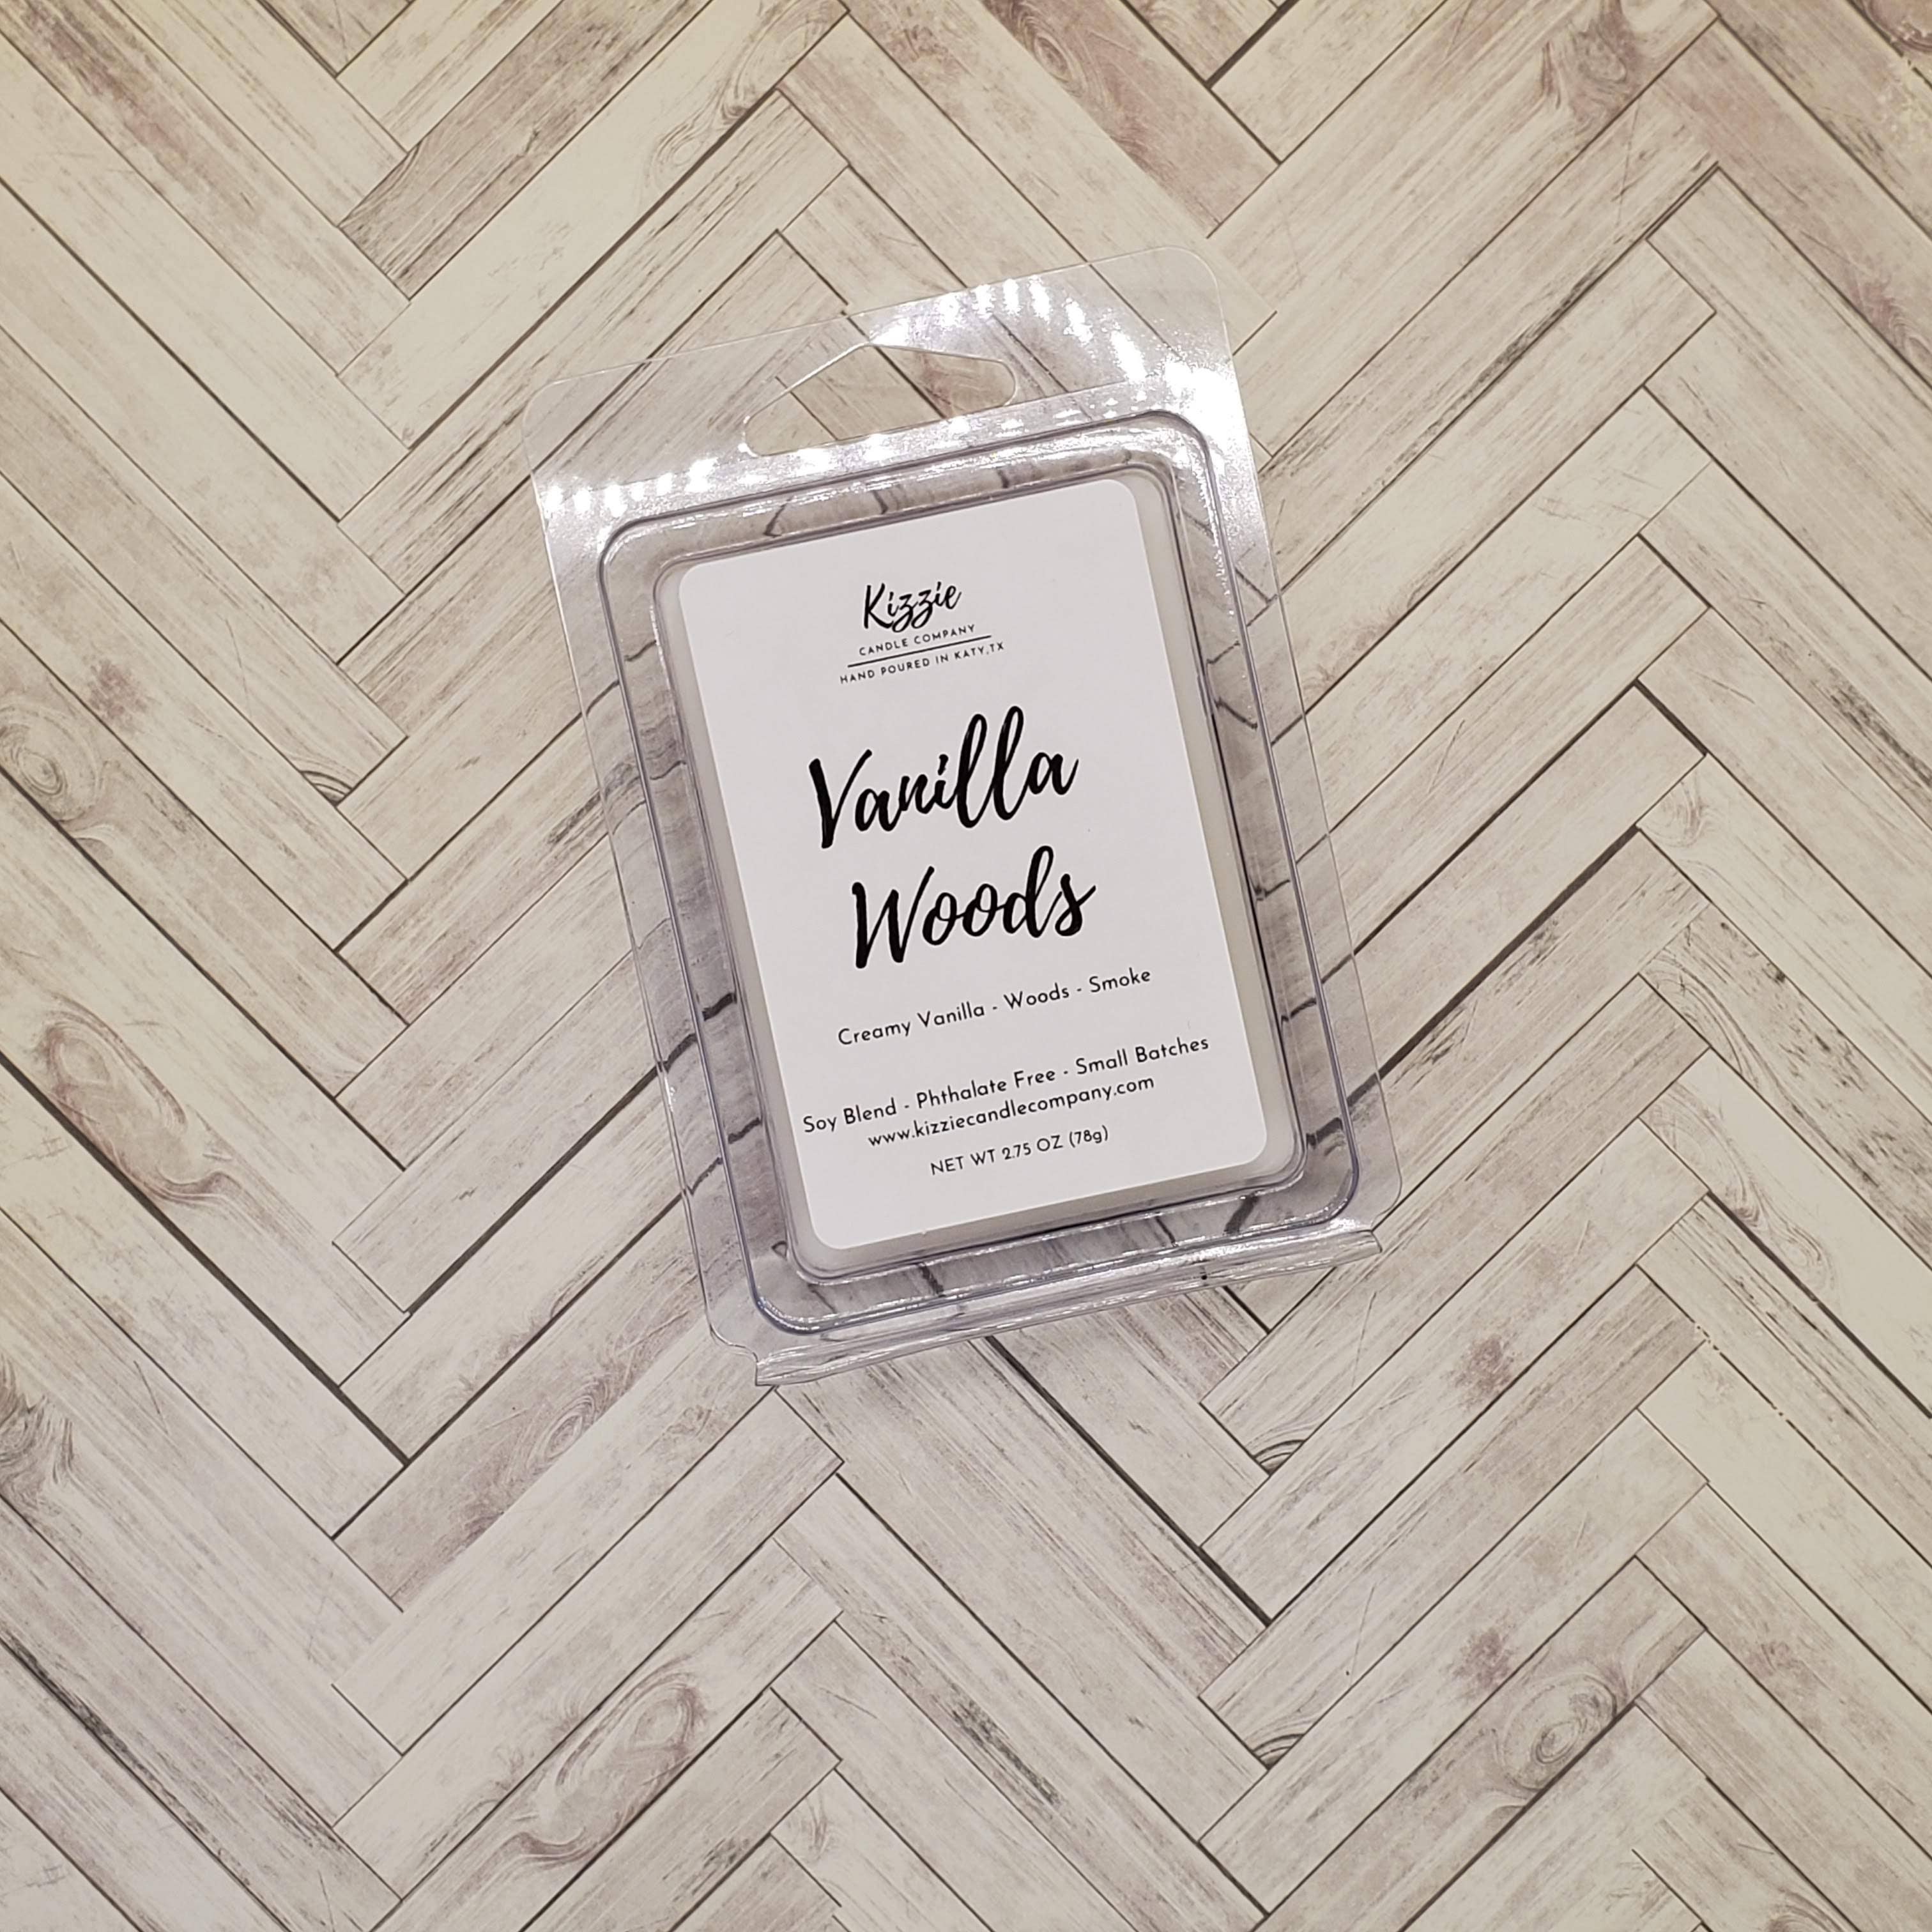 Kizzie
CANDLE COMPANY
HAND POURED IN KATY,TX
Vanilla
Woods
Creamy Vanilla - Woods - Smoke
Soy Blend - Phthalate Free - Small Batches
www.kizziecandlecompany.com
NET WT 2.75 OZ (78g)